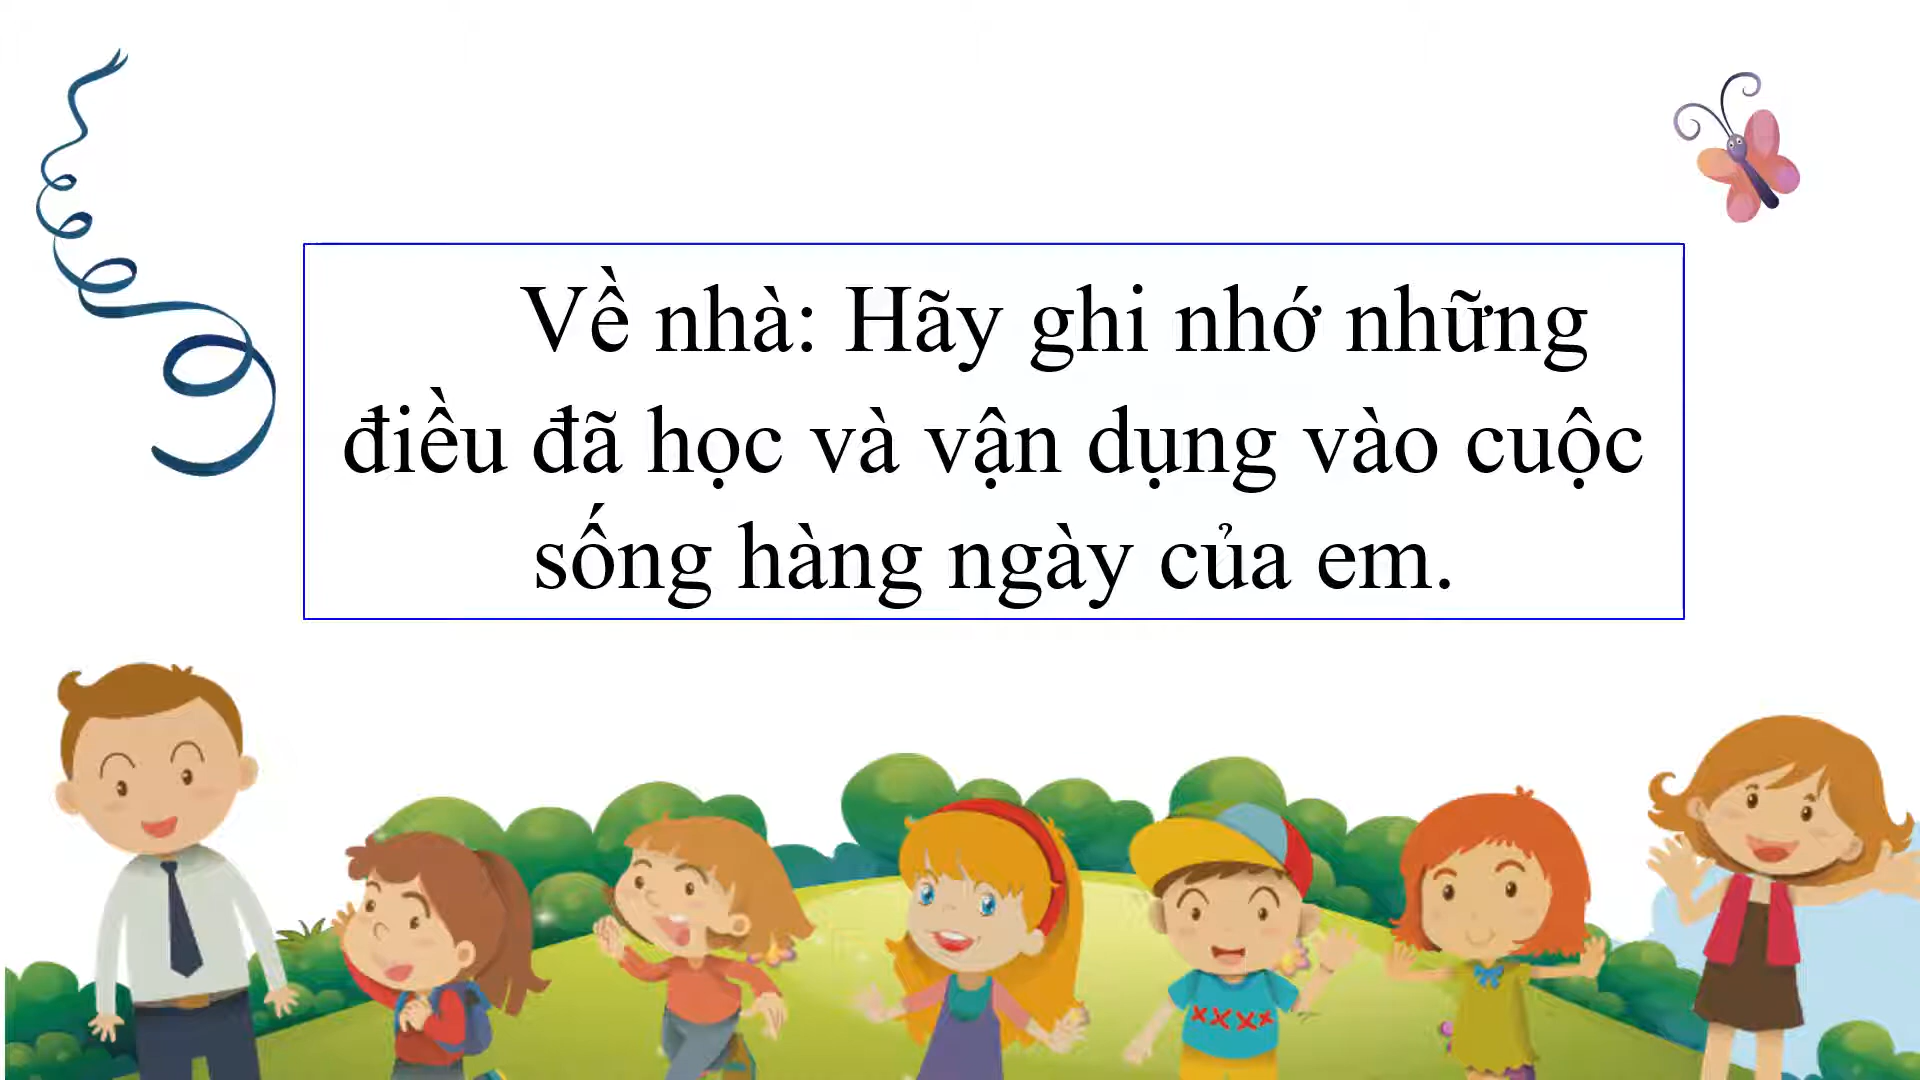 Về nhà: Hãy ghi nhớ những
điều đã học và vận dụng vào cuộc
sống hàng ngày của em.